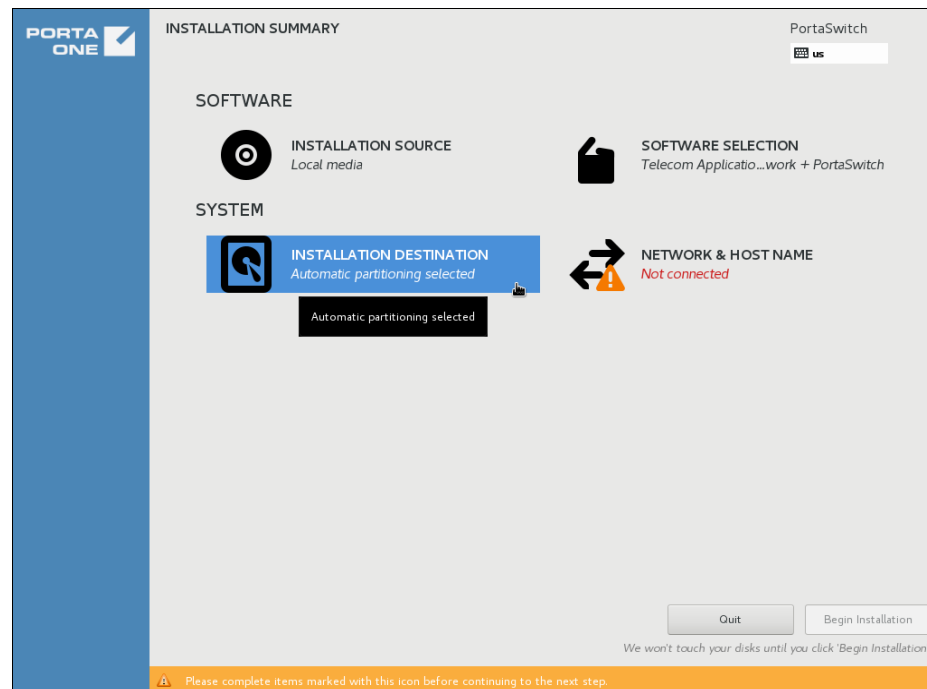 PORTA
ONE
INSTALLATION SUMMARY
PortaSwitch
us
SOFTWARE
INSTALLATION SOURCE
Local media
SOFTWARE SELECTION
Telecom Applicatio...work + PortaSwitch
SYSTEM
INSTALLATION DESTINATION
Automatic partitioning selected
NETWORK & HOST NAME
Not connected
Automatic partitioning selected
Quit
Begin Installation
We won't touch your disks until you click 'Begin Installation
Please complete items marked with this icon before continuing to the next step.